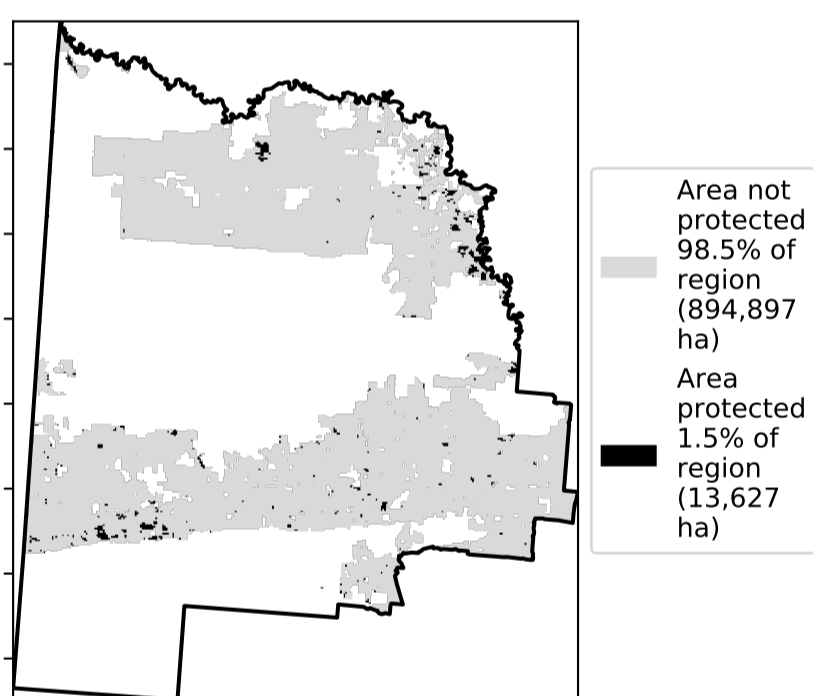 Area not
protected
98.5% of
region
(894,897
ha)
Area
protected
1.5% of
region
(13,627
ha)